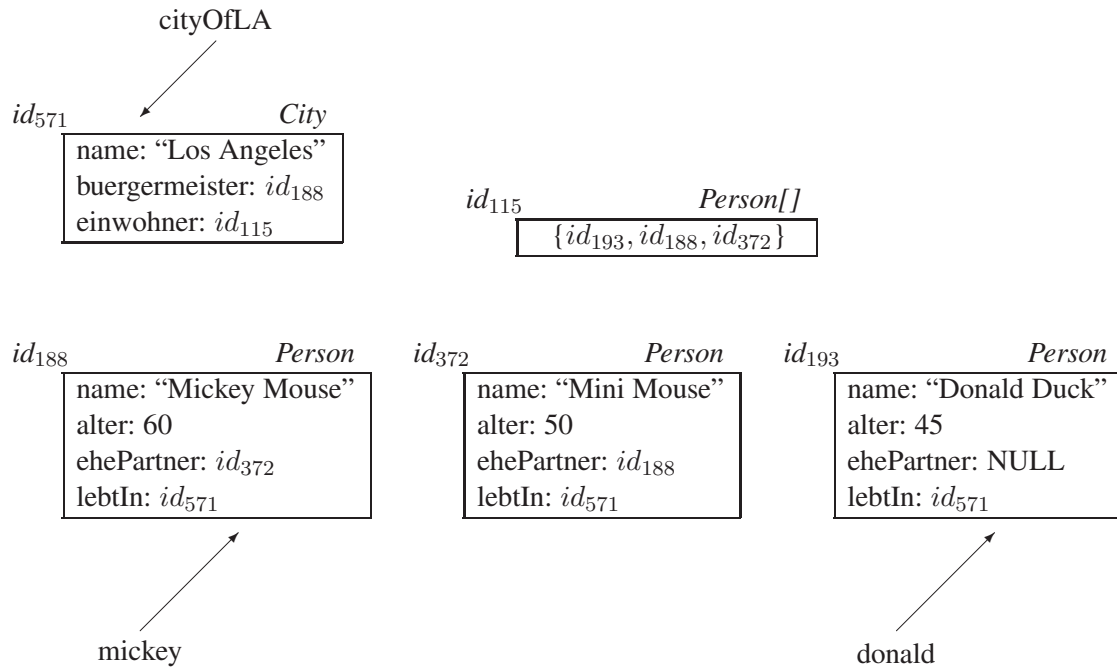 cityOfLA
id571 City
name: “Los Angeles”
buergermeister: id188
einwohner: id115
id115 Person[]
{id193, id188, id372}
id188 Person
name: “Mickey Mouse”
alter: 60
ehePartner: id372
lebtIn: id571
id372 Person
name: “Mini Mouse”
alter: 50
ehePartner: id188
lebtIn: id571
id193 Person
name: “Donald Duck”
alter: 45
ehePartner: NULL
lebtIn: id571
mickey
donald